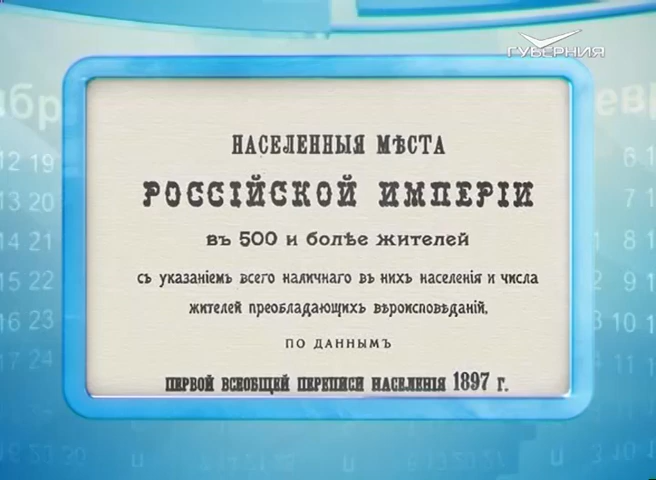 ГУБЕРНИЯ
НАСЕЛЕННЫЯ МѢСТА
РОССІЙСКОЙ ИМПЕРІИ
въ 500 и болѣе жителей
съ указаніемъ всего наличнаго въ нихъ населенія и числа
жителей преобладающихъ вѣроисповѣданій,
ПО ДАННЫМЪ
ПЕРВОЙ ВСЕОБЩЕЙ ПЕРЕПИСИ НАСЕЛЕНІЯ 1897 г.